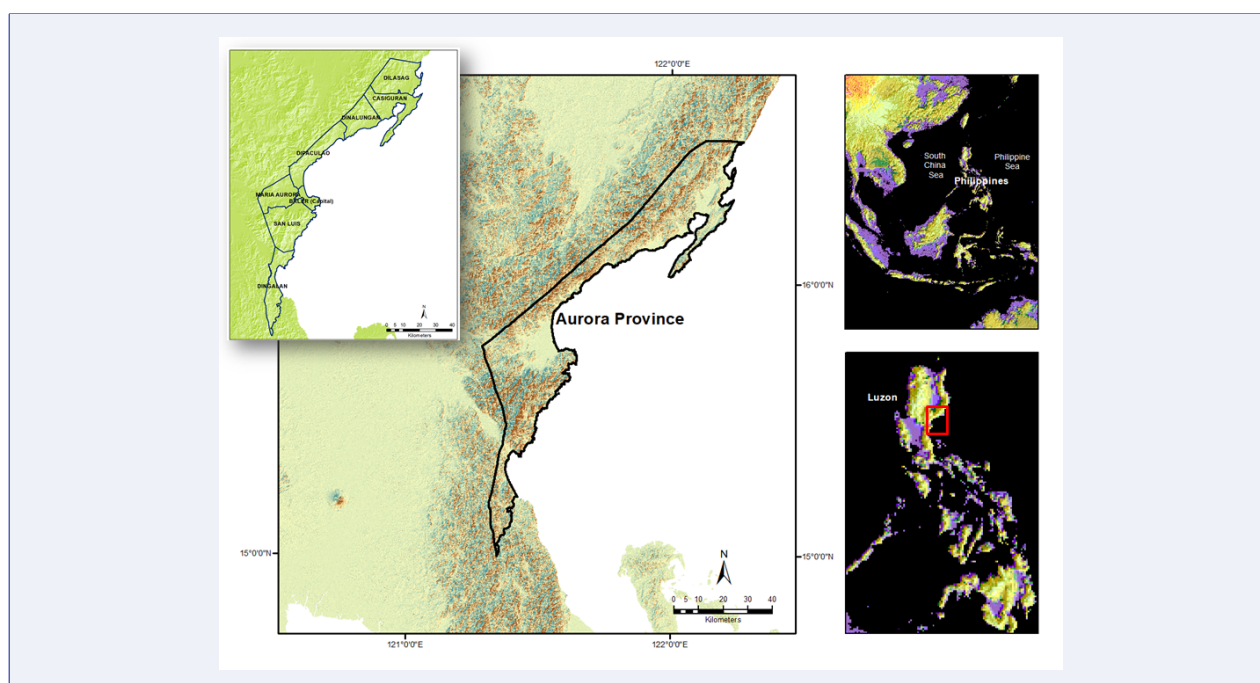 DILASAG
CASIGURAN
DINALUNGAN
DIPACULAO
MARIA AURORA
BALER (Capital)
SAN LUIS
DINGALAN
N
0 5 10 20 30 40
Kilometers
122°0'0"E
Aurora Province
16°0'0"N
15°0'0"N
15°0'0"N
N
0 5 10 20 30 40
Kilometers
121°0'0"E
122°0'0"E
South
China
Sea
Philippine
Sea
Philippines
Luzon